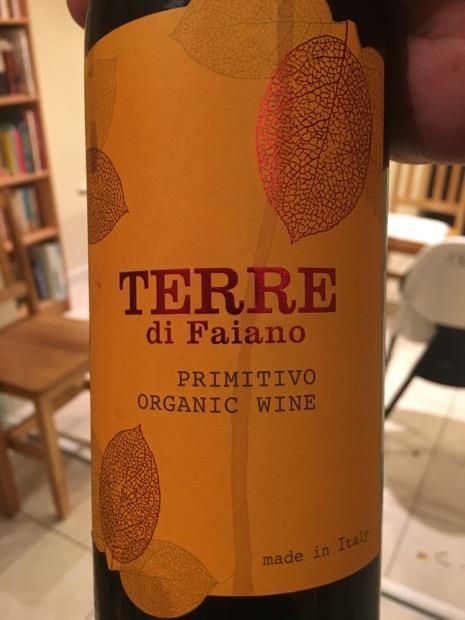 TERRE
di Faiano
PRIMITIVO
ORGANIC WINE
made in Italy